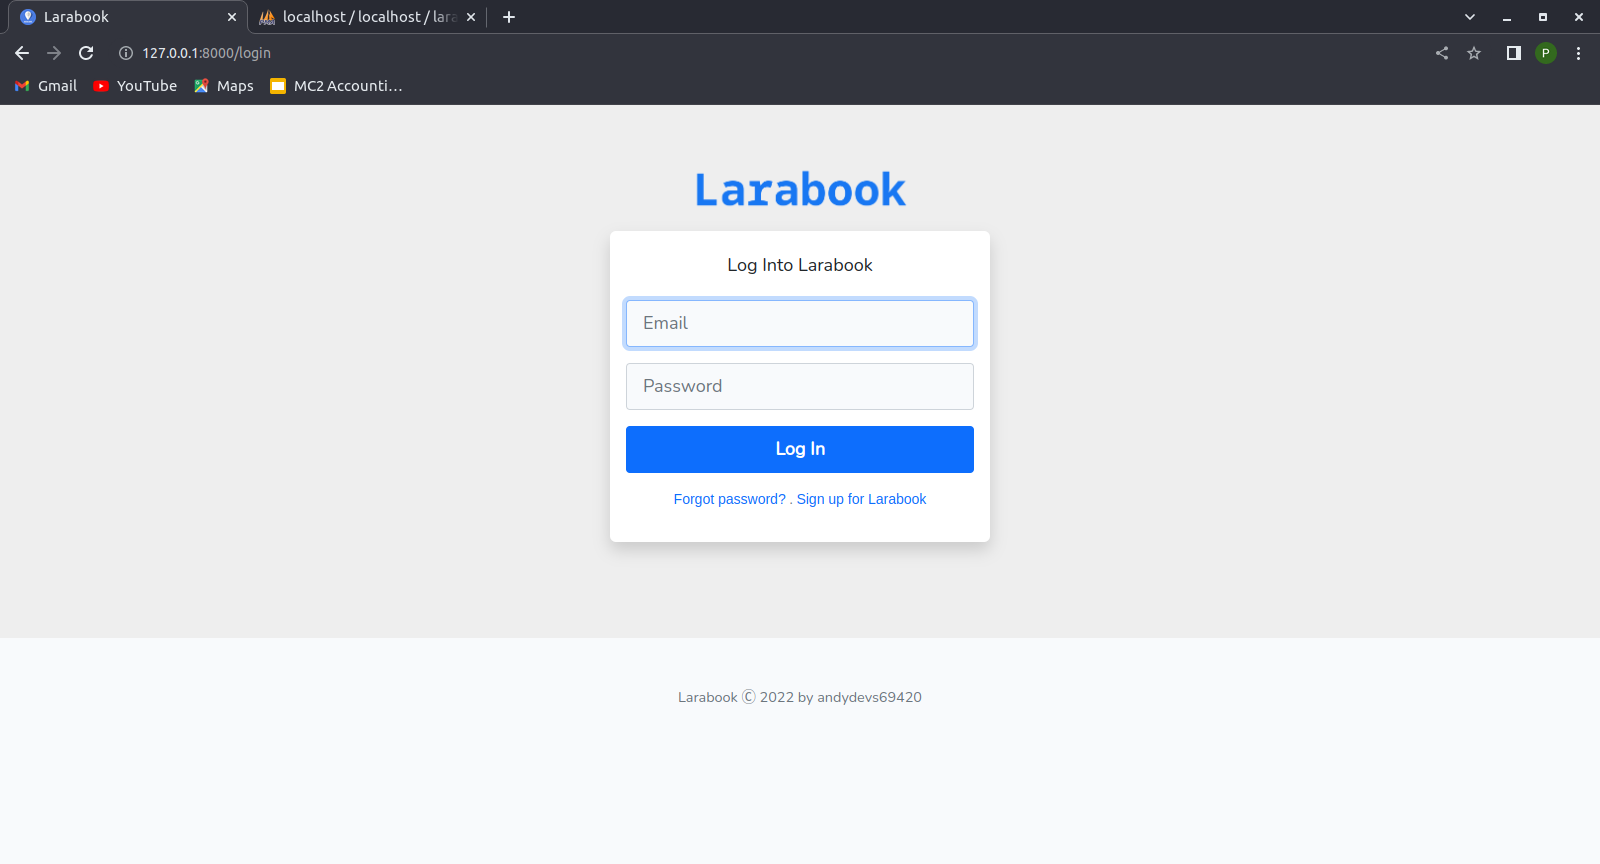 Larabook
localhost / localhost / lara
127.0.0.1:8000/login
P
Gmail
YouTube
Maps
MC2 Accounti...
Larabook
Log Into Larabook
Email
Password
Log In
Forgot password? . Sign up for Larabook
Larabook Ⓒ 2022 by andydevs69420